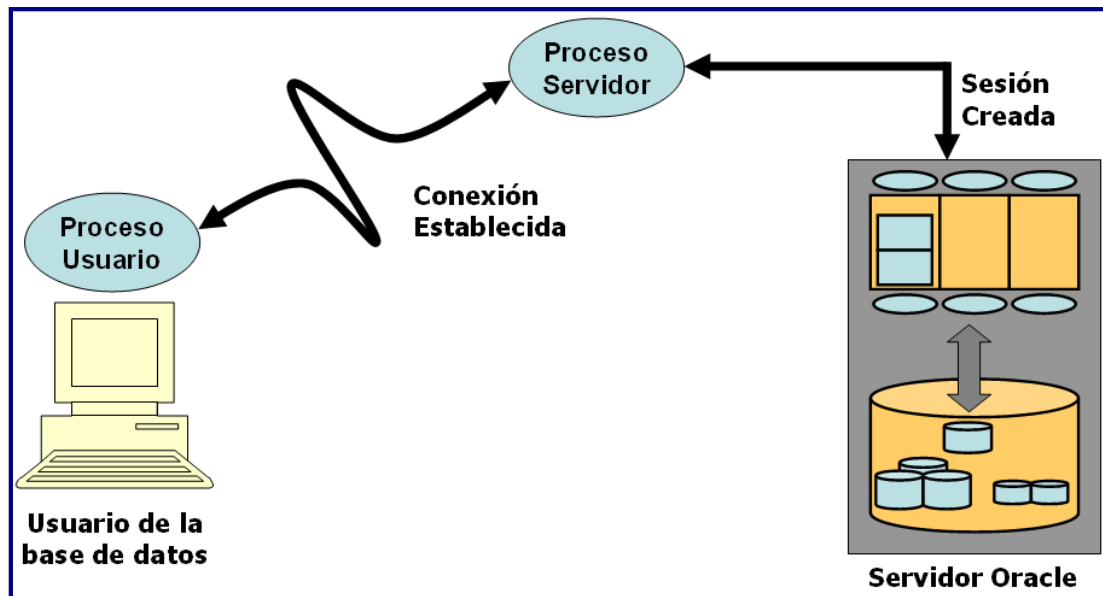 Proceso
Servidor
Sesión
Creada
Conexión
Establecida
Proceso
Usuario
Usuario de la
base de datos
Servidor Oracle